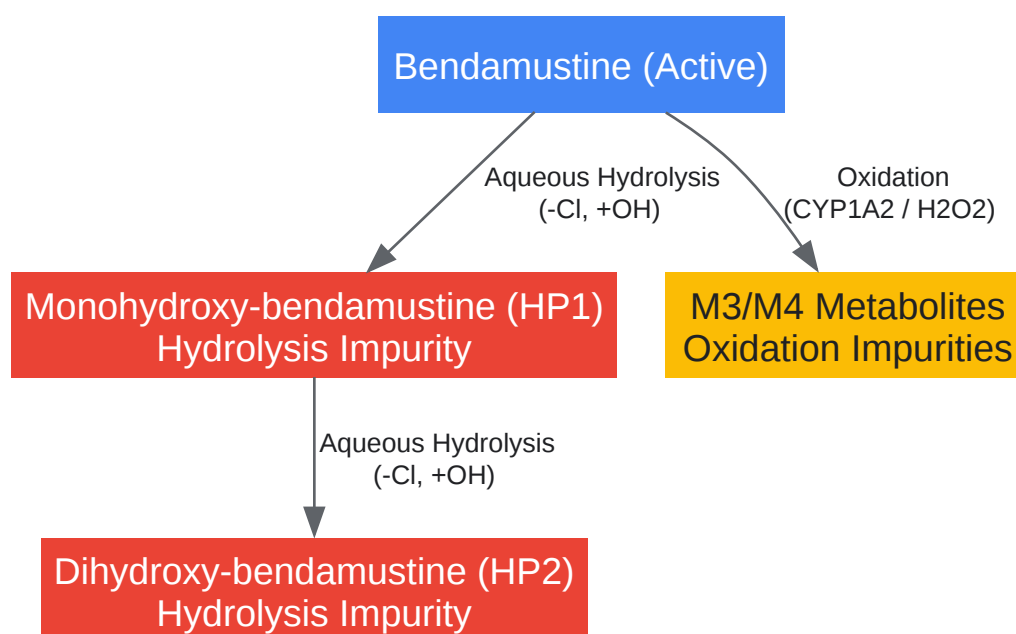 Bendamustine (Active)
Aqueous Hydrolysis
(-Cl, +OH)
Oxidation
(CYP1A2 / H2O2)
Monohydroxy-bendamustine (HP1)
Hydrolysis Impurity
M3/M4 Metabolites
Oxidation Impurities
Aqueous Hydrolysis
(-Cl, +OH)
Dihydroxy-bendamustine (HP2)
Hydrolysis Impurity